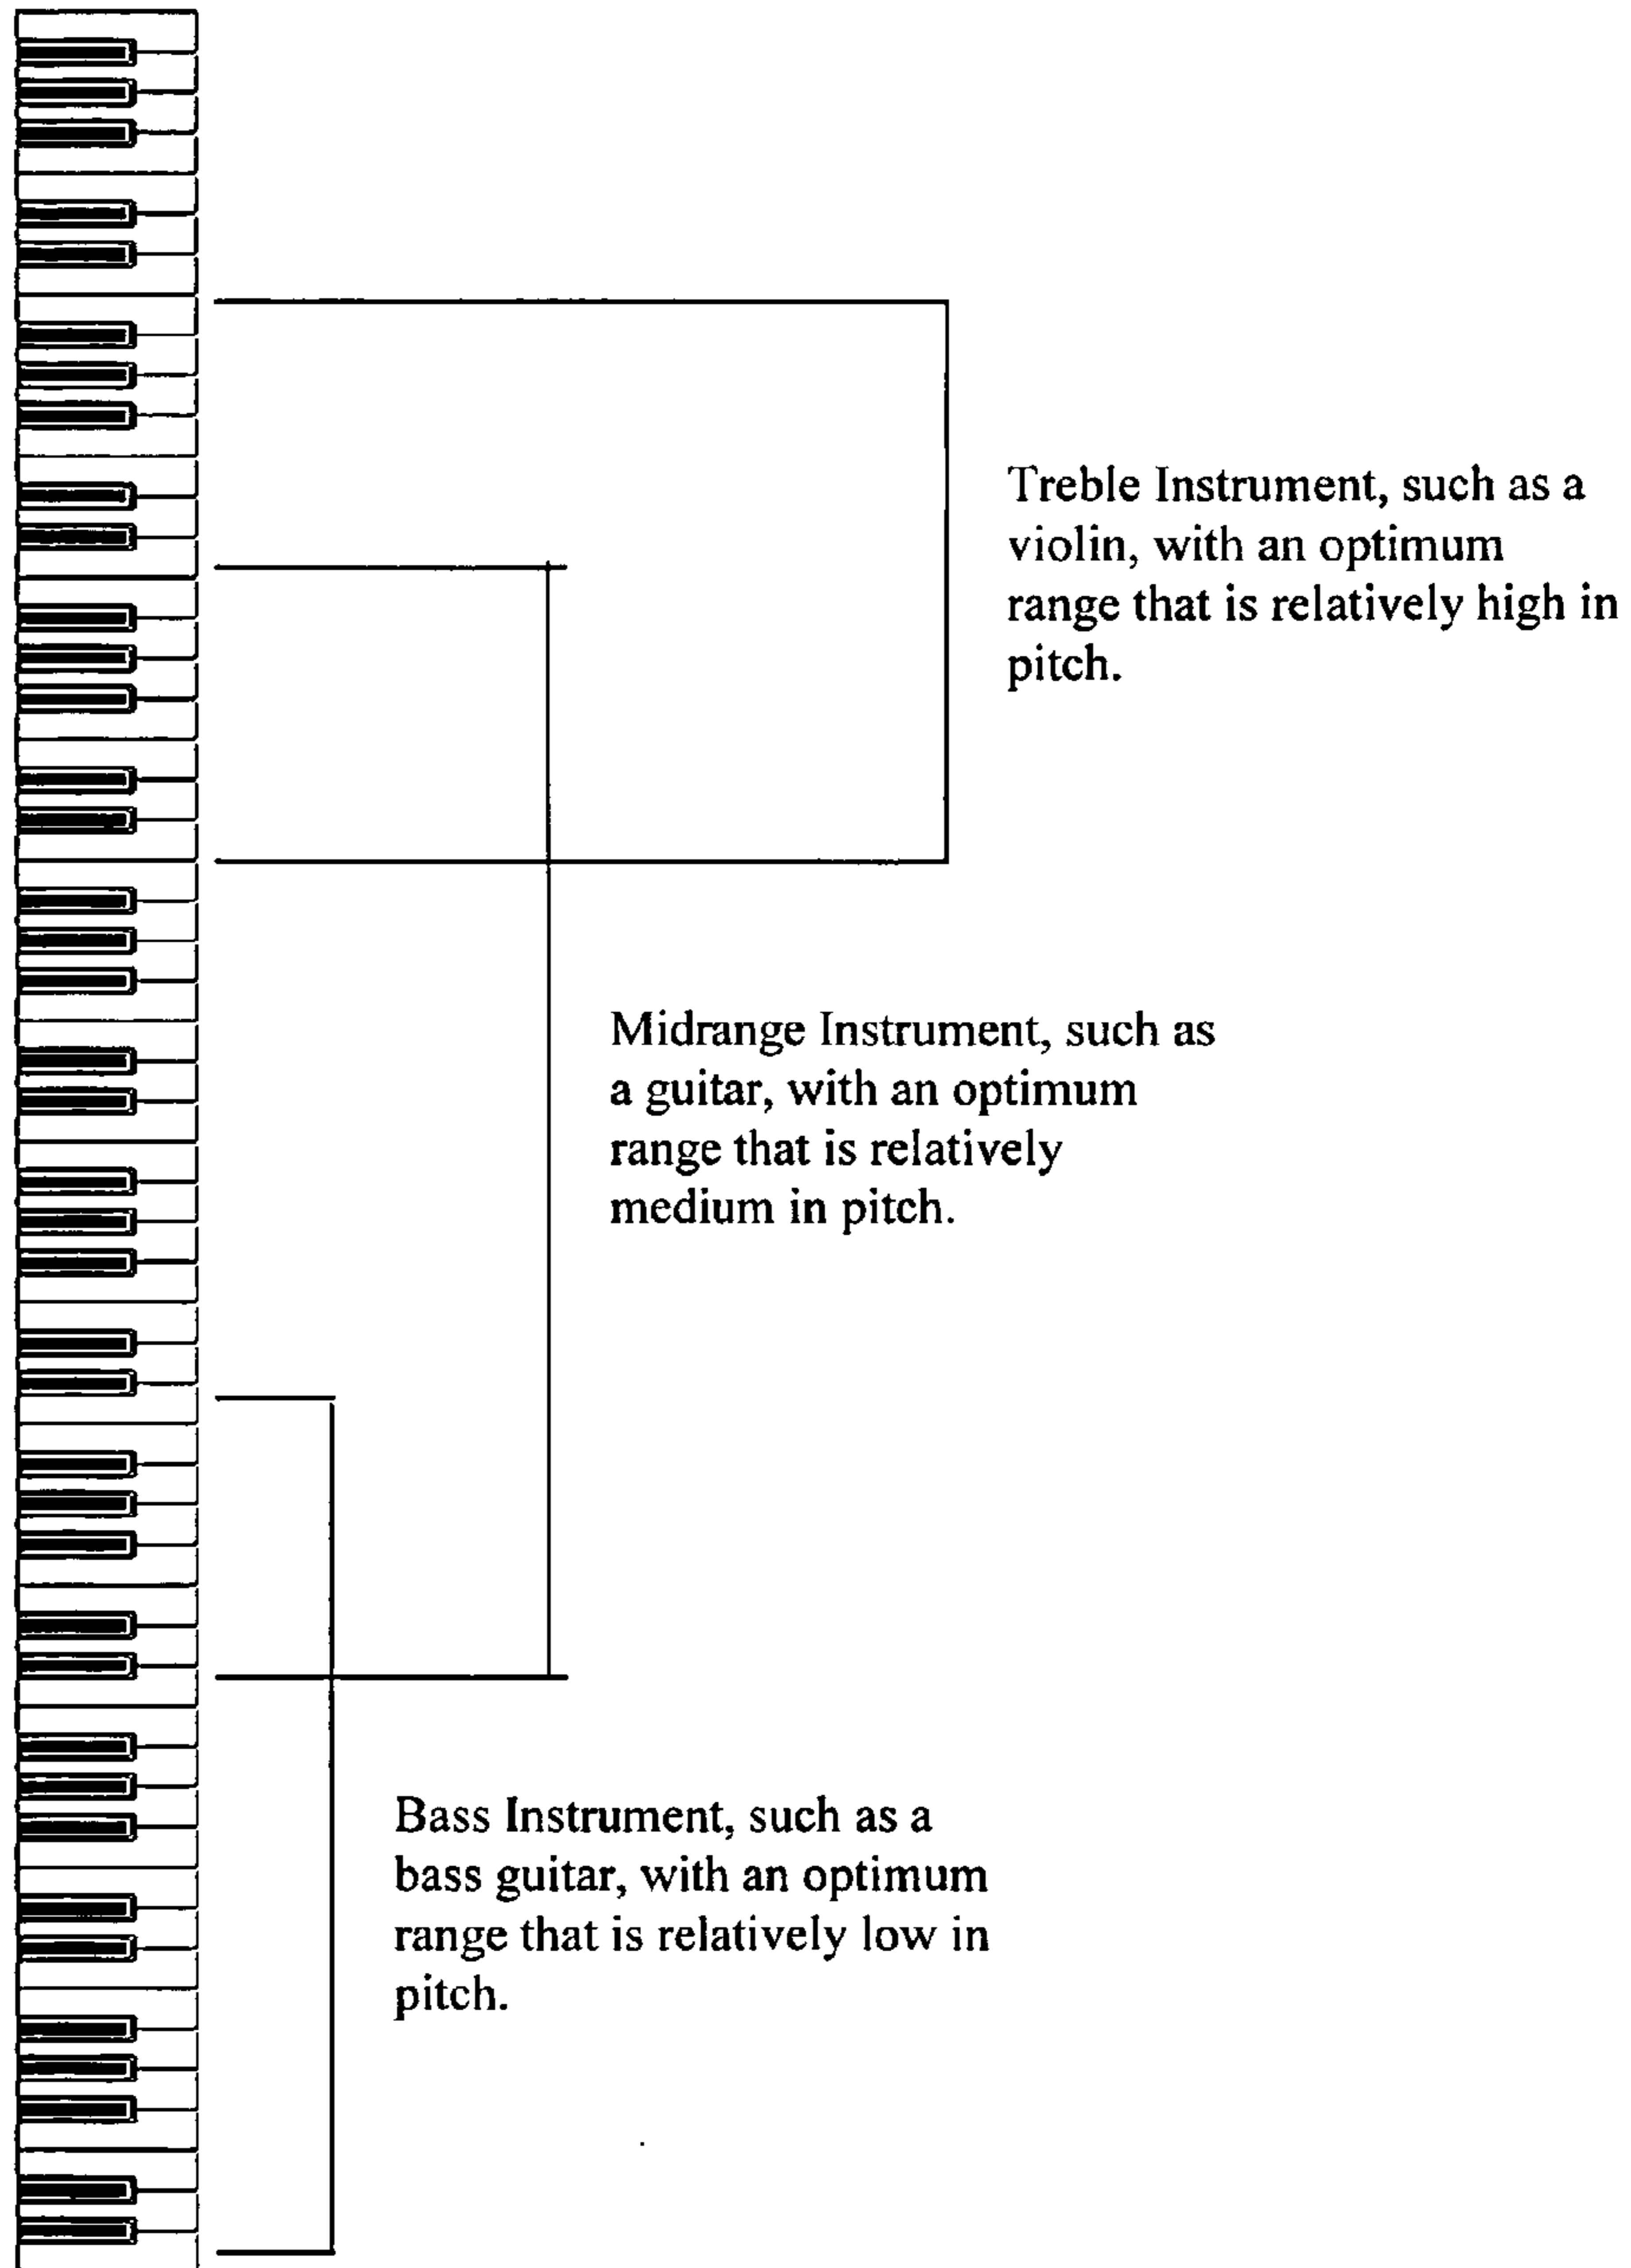 Treble Instrument, such as a
violin, with an optimum
range that is relatively high in
pitch.
Midrange Instrument, such as
a guitar, with an optimum
range that is relatively
medium in pitch.
Bass Instrument, such as a
bass guitar, with an optimum
range that is relatively low in
pitch.